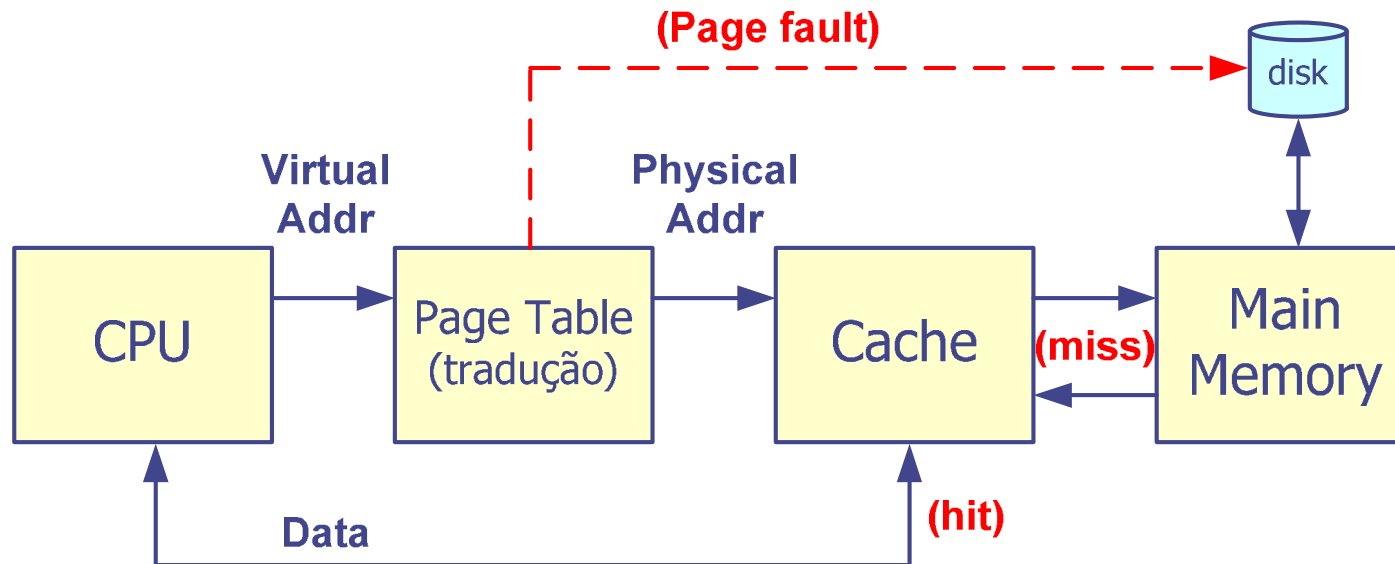 (Page fault)
disk
Virtual
Addr
Physical
Addr
CPU
Page Table
(tradução)
Cache
(miss)
Main
Memory
Data
(hit)